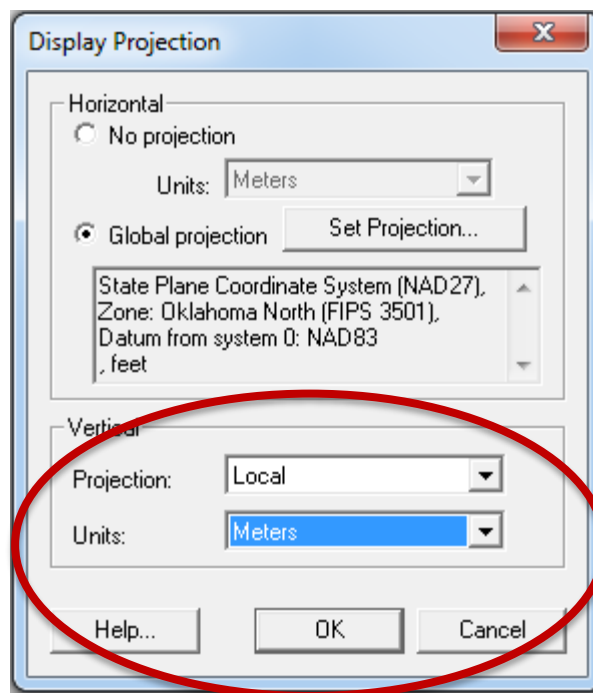 Display Projection
Horizontal
No projection
Units: Meters
Global projection Set Projection...
State Plane Coordinate System (NAD27),
Zone: Oklahoma North (FIPS 3501),
Datum from system 0: NAD83
, feet
Vertical
Projection: Local
Units: Meters
Help... OK Cancel